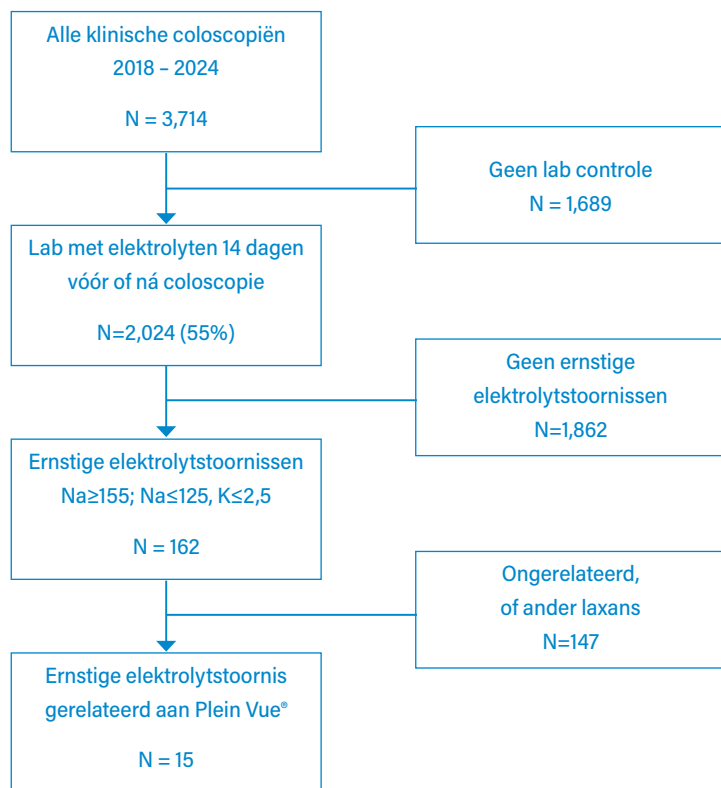 Alle klinische coloscopiën
2018 – 2024
N = 3,714
Geen lab controle
N = 1,689
Lab met elektrolyten 14 dagen
vóór of ná coloscopie
N=2,024 (55%)
Geen ernstige
elektrolytstoornissen
N=1,862
Ernstige elektrolytstoornissen
Na≥155; Na≤125, K≤2,5
N = 162
Ongerelateerd,
of ander laxans
N=147
Ernstige elektrolytstoornis
gerelateerd aan Plein Vue®
N = 15